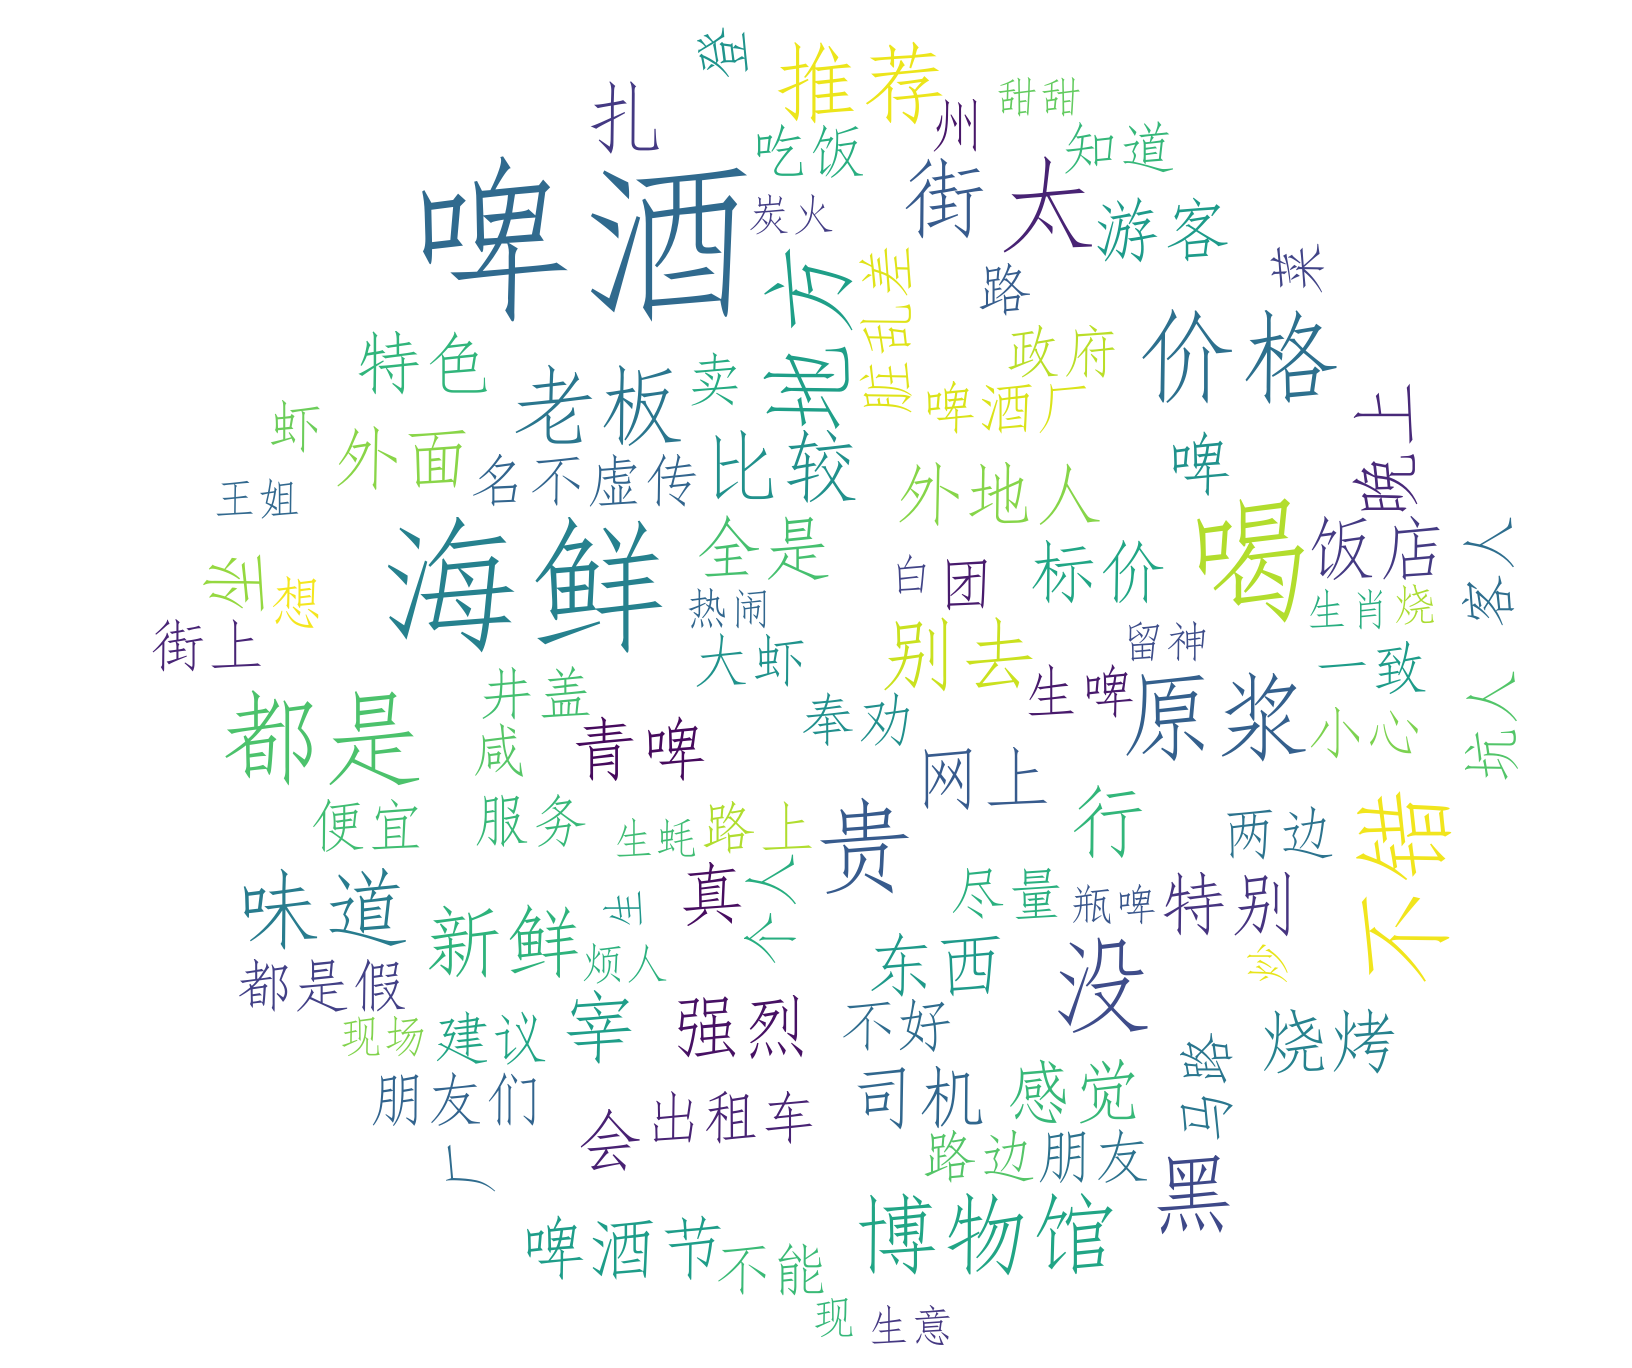 登
推荐
甜甜
扎
州
吃饭
知道
啤酒
炭火
街
太
游客
地方
脏乱差
路
菜
特色
老板
卖
政府
价格
啤酒厂
虾
外面
名不虚传
比较
外地人
啤
晚上
王姐
海鲜
全是
白
团
标价
喝
饭店
客人
坐
想
热闹
生肖
烧
街上
大虾
别去
留神
一致
都是
井盖
生啤
原浆
小心
坑人
咸
青啤
奉劝
网上
便宜
服务
生蚝
路上
贵
行
两边
不错
味道
新鲜
生
真
个人
尽量
瓶啤
特别
都是假
烦人
东西
没
炒
现场
建议
宰
强烈
不好
烧烤
朋友们
会
出租车
司机
感觉
马路
厂
路边
朋友
黑
啤酒节
不能
博物馆
现
生意